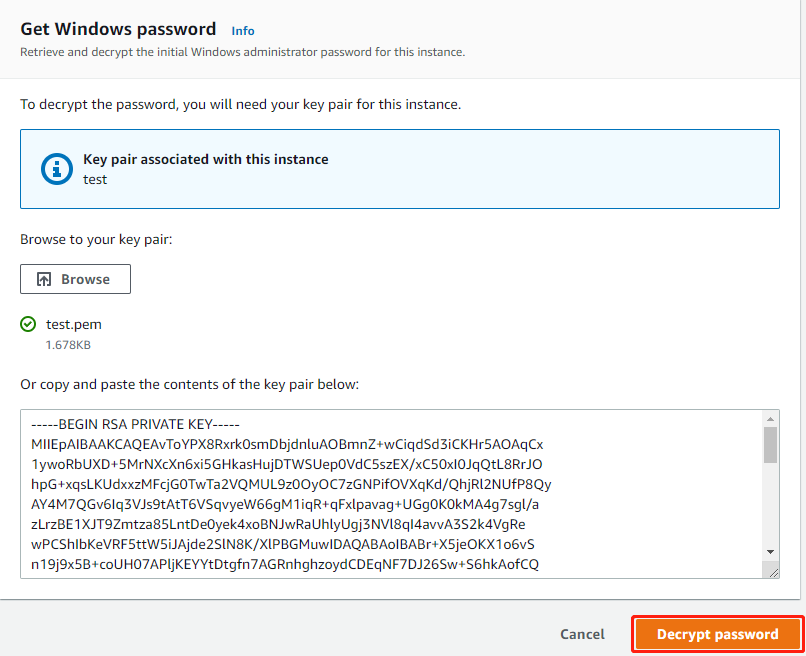 Get Windows password Info
Retrieve and decrypt the initial Windows administrator password for this instance.
To decrypt the password, you will need your key pair for this instance.
Key pair associated with this instance
test
Browse to your key pair:
Browse
test.pem
1.678KB
Or copy and paste the contents of the key pair below:
-----BEGIN RSA PRIVATE KEY-----
MIIEpAIBAAKCAQEAvToYPX8Rxrk0smDbjdnluAOBmnZ+wCiqdSd3iCKHr5AOAqCx
1ywoRbUXD+5MrNXcXn6xi5GHkasHujDTWSUep0VdC5szEX/xC50xI0JqQtL8RrJO
hpG+xqsLKUdxxzMFcjG0TwTa2VQMUL9z0OyOC7zGNPifOVXqKd/QhjRl2NUfP8Qy
AY4M7QGv6Iq3VJs9tAtT6VSqvyeW66gM1iqR+qFxlpavag+UGg0K0kMA4g7sgl/a
zLrzBE1XJT9Zmtza85LntDe0yek4xoBNJwRaUhlyUgj3NVl8qI4avvA3S2k4VgRe
wPCShIbKeVRF5ttW5iJAjde2SlN8K/XlPBGMuwIDAQABAoIBABr+X5jeOKX1o6vS
n19j9x5B+coUH07APljKEYYtDtgfn7AGRnhghzoydCDEqNF7DJ26Sw+S6hkAofCQ
Cancel
Decrypt password